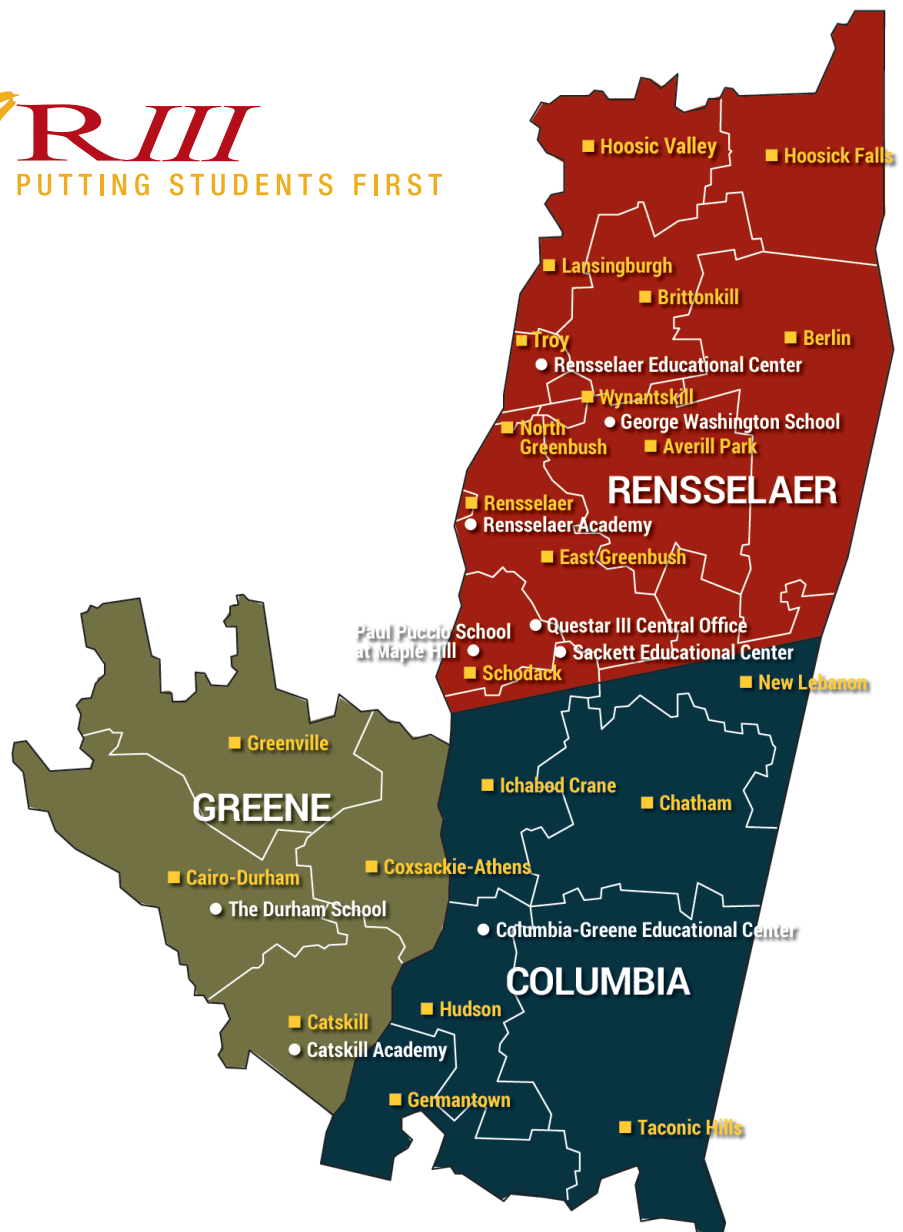 RIII
PUTTING STUDENTS FIRST
Hoosic Valley
Hoosick Falls
Lansingburgh
Brittonkill
Troy
Berlin
Rensselaer Educational Center
Wynantskill
George Washington School
North
Greenbush
Averill Park
RENSSELAER
Rensselaer
Rensselaer Academy
East Greenbush
Paul Puccio School
at Maple Hill
Questar III Central Office
Sackett Educational Center
Schodack
New Lebanon
Greenville
Ichabod Crane
Chatham
GREENE
Cairo-Durham
Coxsackie-Athens
The Durham School
Columbia-Greene Educational Center
COLUMBIA
Hudson
Catskill
Catskill Academy
Germantown
Taconic Hills